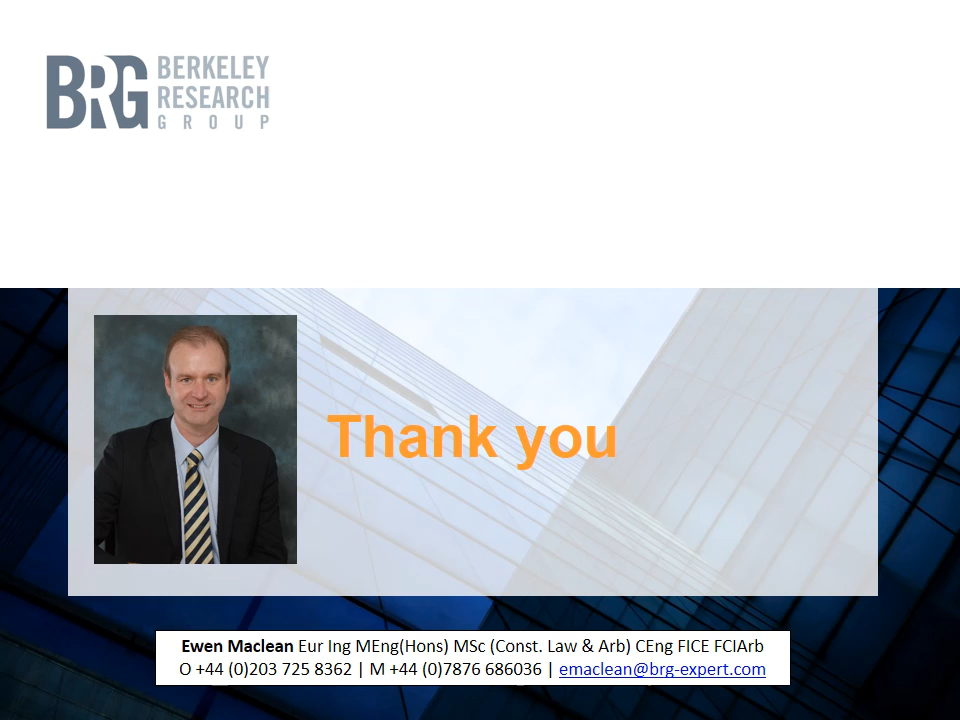 BRG BERKELEY
RESEARCH
GROUP
Thank you
Ewen Maclean Eur Ing MEng(Hons) MSc (Const. Law & Arb) CEng FICE FCIArb
O +44 (0)203 725 8362 | M +44 (0)7876 686036 | emaclean@brg-expert.com